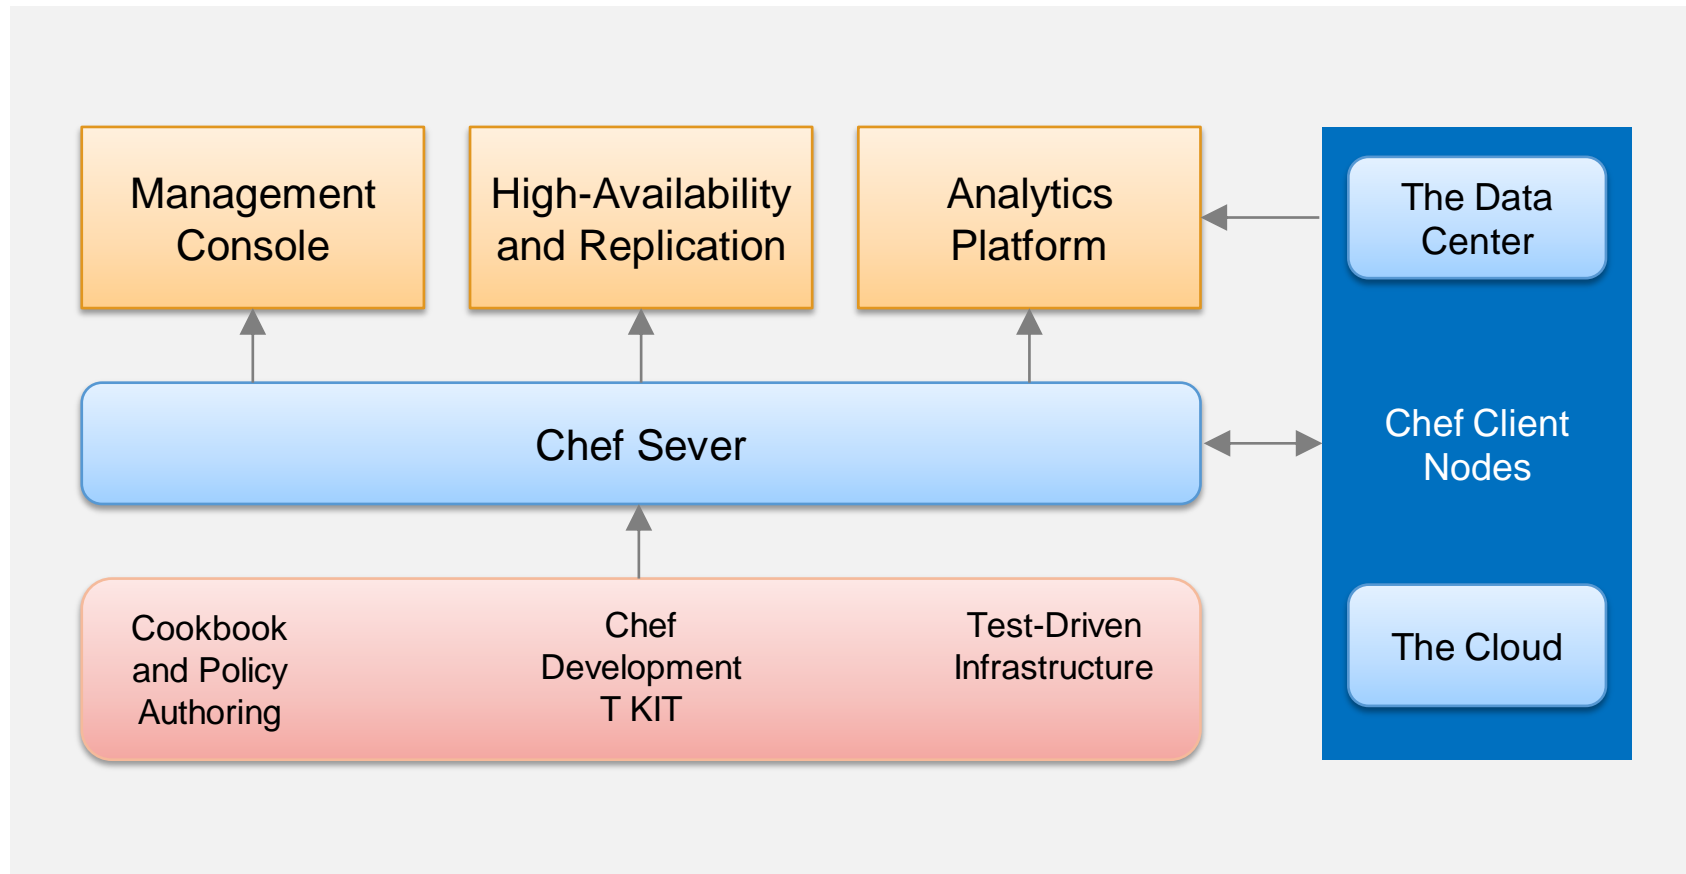 Management
Console
High-Availability
and Replication
Analytics
Platform
The Data
Center
Chef Sever
Chef Client
Nodes
Cookbook
and Policy
Authoring
Chef
Development
T KIT
Test-Driven
Infrastructure
The Cloud